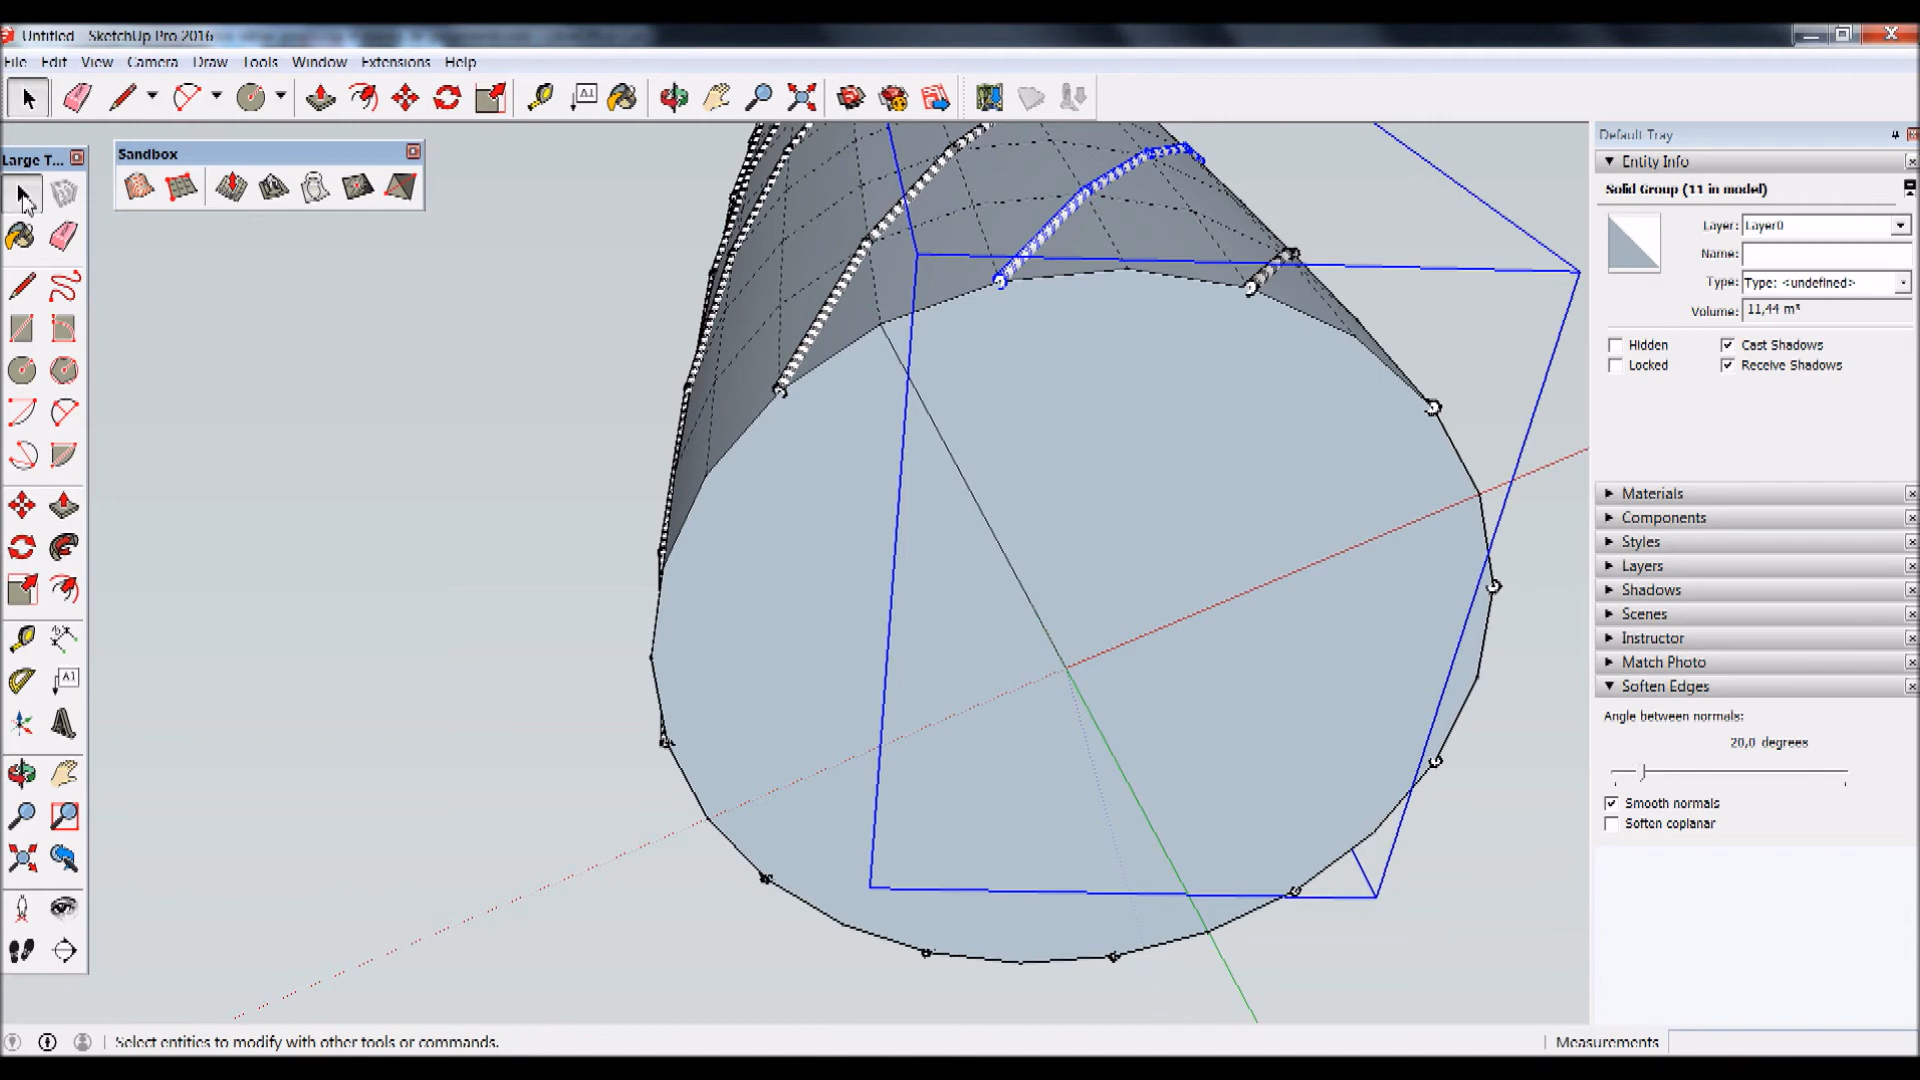 Untitled - SketchUp Pro 2016
File Edit View Camera Draw Tools Window Extensions Help
Large T...
Sandbox
A1
A1
Default Tray
Entity Info
Solid Group (11 in model)
Layer: Layer0
Name:
Type: Type: <undefined>
Volume: 11,44 m³
Hidden
Cast Shadows
Locked
Receive Shadows
Materials
Components
Styles
Layers
Shadows
Scenes
Instructor
Match Photo
Soften Edges
Angle between normals:
20,0 degrees
Smooth normals
Soften coplanar
Select entities to modify with other tools or commands.
Measurements